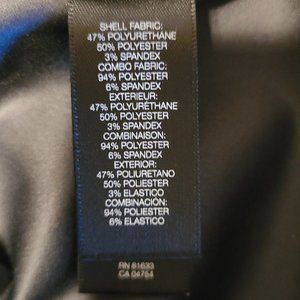 SHELL FABRIC:
47% POLYURETHANE
50% POLYESTER
3% SPANDEX
COMBO FABRIC:
94% POLYESTER
6% SPANDEX
EXTERIEUR:
47% POLYURÉTHANE
50% POLYESTER
3% SPANDEX
COMBINAISON:
94% POLYESTER
6% SPANDEX
EXTERIOR:
47% POLIURETANO
50% POLIESTER
3% ELASTICO
COMBINACIÓN:
94% POLIESTER
6% ELASTICO
RN 81633
CA 04754